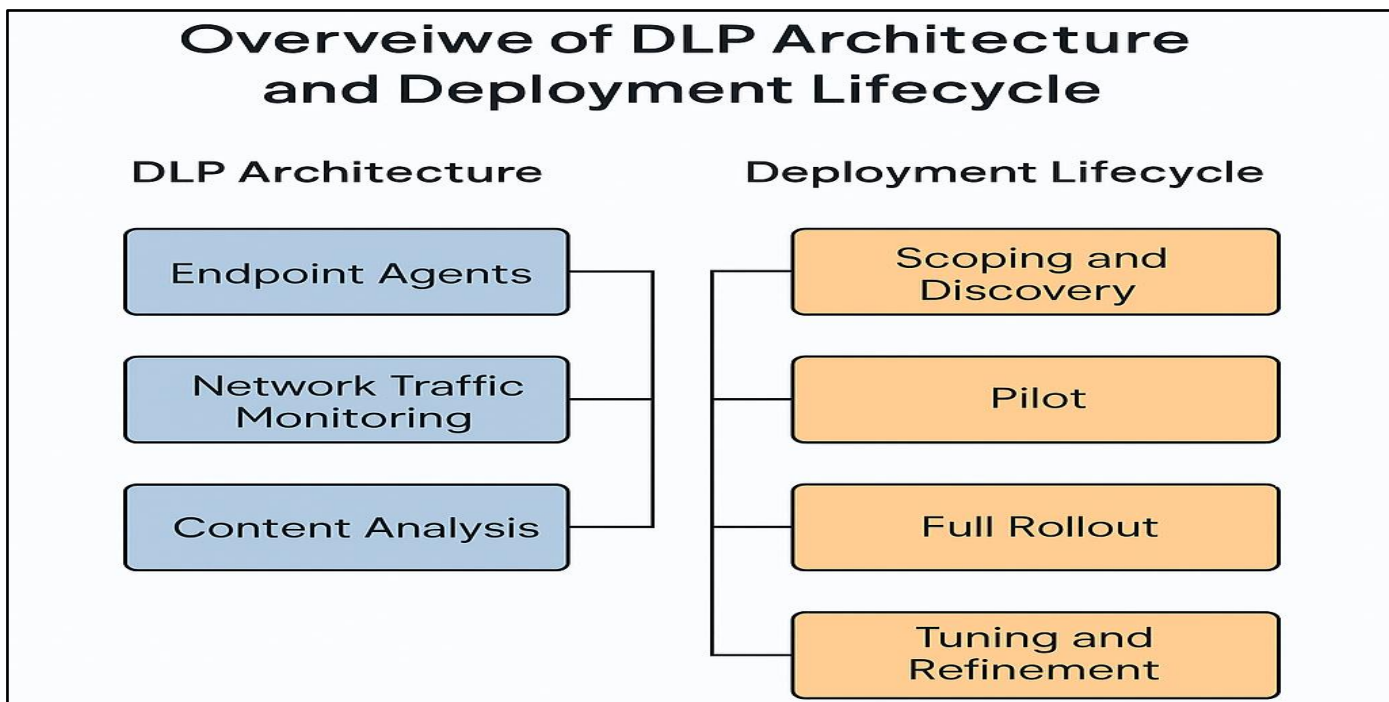 Overveiwe of DLP Architecture
and Deployment Lifecycle
DLP Architecture
Endpoint Agents
Network Traffic
Monitoring
Content Analysis
Deployment Lifecycle
Scoping and
Discovery
Pilot
Full Rollout
Tuning and
Refinement